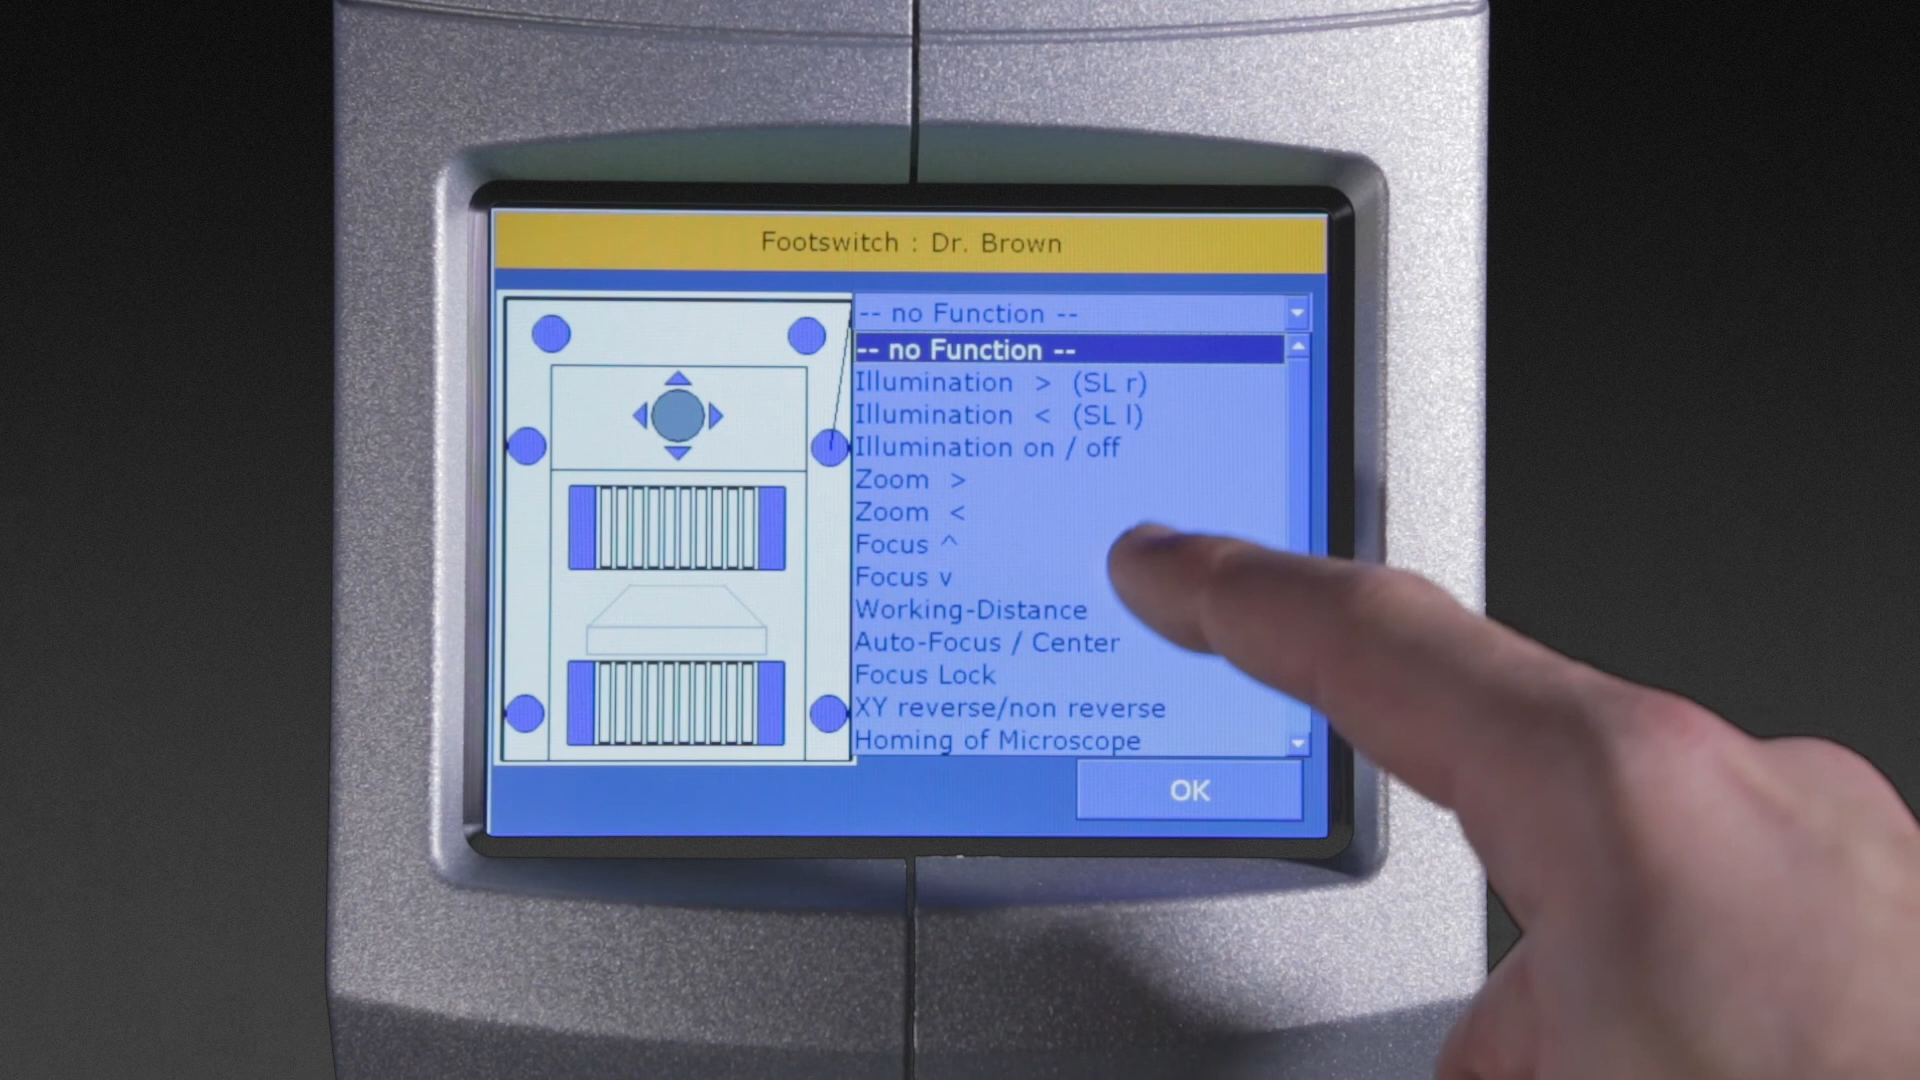 Footswitch : Dr. Brown
-- no Function --
-- no Function --
Illumination > (SL r)
Illumination < (SL l)
Illumination on / off
Zoom >
Zoom <
Focus ^
Focus v
Working-Distance
Auto-Focus / Center
Focus Lock
XY reverse/non reverse
Homing of Microscope
OK